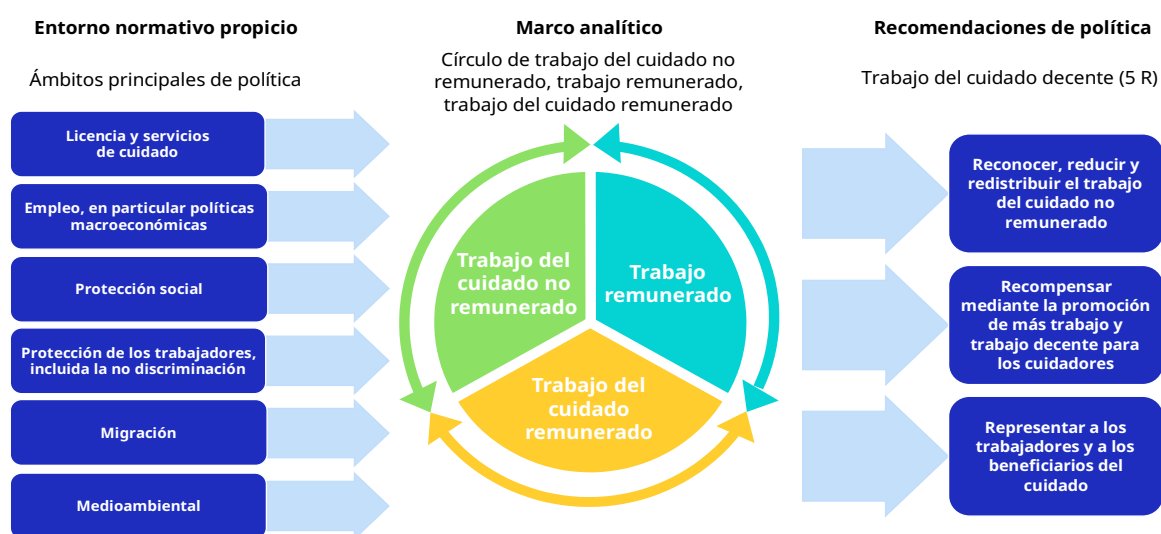 Entorno normativo propicio
Ámbitos principales de política
Licencia y servicios
de cuidado
Empleo, en particular políticas
macroeconómicas
Protección social
Protección de los trabajadores,
incluida la no discriminación
Migración
Medioambiental
Marco analítico
Círculo de trabajo del cuidado no
remunerado, trabajo remunerado,
trabajo del cuidado remunerado
Trabajo del
cuidado no
remunerado
Trabajo
remunerado
Trabajo del
cuidado
remunerado
Recomendaciones de política
Trabajo del cuidado decente (5 R)
Reconocer, reducir y
redistribuir el trabajo
del cuidado no
remunerado
Recompensar
mediante la promoción
de más trabajo y
trabajo decente para
los cuidadores
Representar a los
trabajadores y a los
beneficiarios del
cuidado